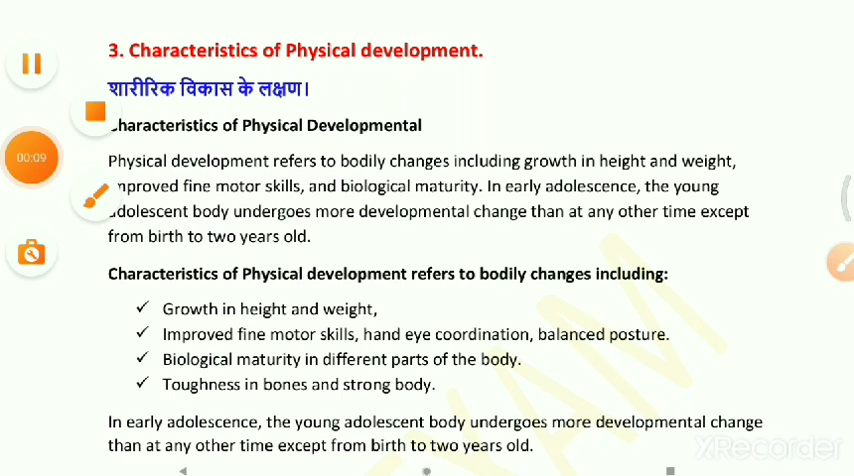 3. Characteristics of Physical development.
शारीरिक विकास के लक्षण।
Characteristics of Physical Developmental
Physical development refers to bodily changes including growth in height and weight,
improved fine motor skills, and biological maturity. In early adolescence, the young
adolescent body undergoes more developmental change than at any other time except
from birth to two years old.
00:09
Characteristics of Physical development refers to bodily changes including:
✓ Growth in height and weight,
✓ Improved fine motor skills, hand eye coordination, balanced posture.
✓ Biological maturity in different parts of the body.
✓ Toughness in bones and strong body.
In early adolescence, the young adolescent body undergoes more developmental change
than at any other time except from birth to two years old.
EXAM
XRecorder